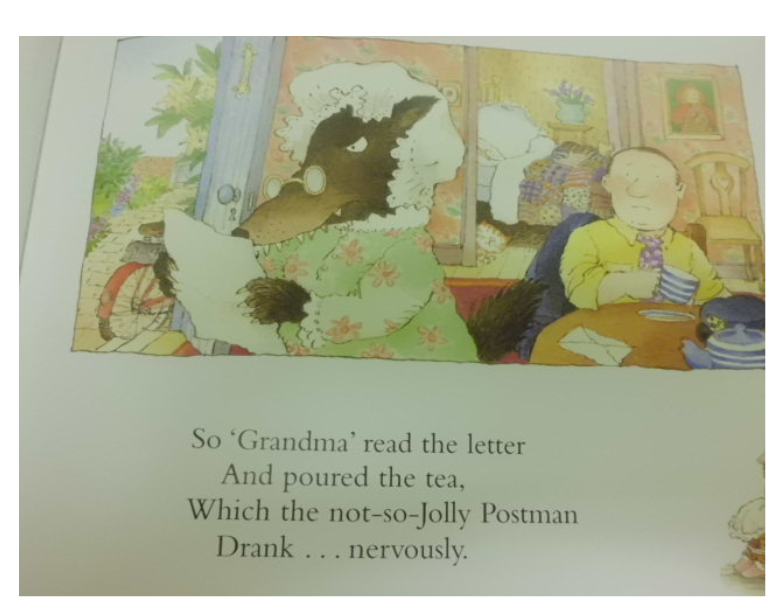 So ‘Grandma’ read the letter
And poured the tea,
Which the not-so-Jolly Postman
Drank . . . nervously.